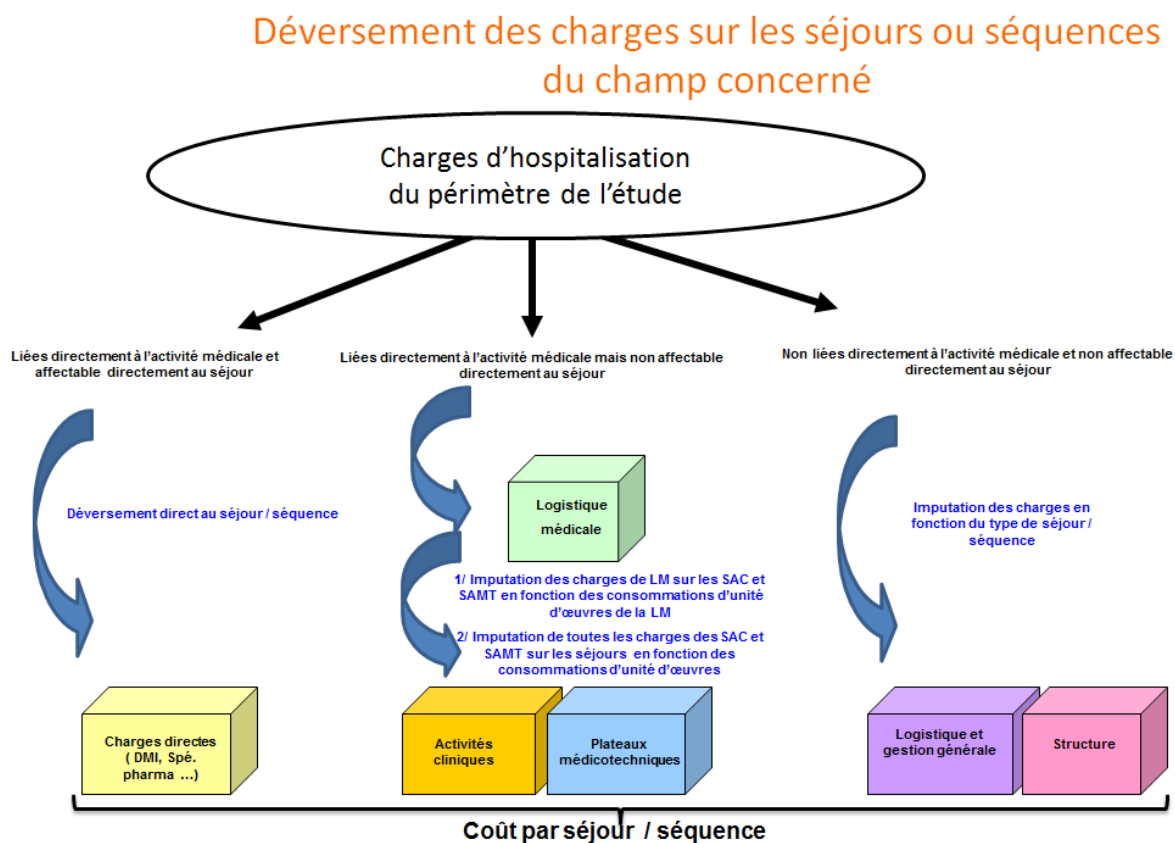 Déversement des charges sur les séjours ou séquences
du champ concerné
Charges d'hospitalisation
du périmètre de l'étude
Liées directement à l'activité médicale et
affectable directement au séjour
Liées directement à l'activité médicale mais non affectable
directement au séjour
Non liées directement à l'activité médicale et non affectable
directement au séjour
Déversement direct au séjour / séquence
Logistique
médicale
Imputation des charges en
fonction du type de séjour /
séquence
1/ Imputation des charges de LM sur les SAC et
SAMT en fonction des consommations d'unité
d'œuvres de la LM
2/ Imputation de toutes les charges des SAC et
SAMT sur les séjours en fonction des
consommations d'unité d'œuvres
Charges directes
( DMI, Spé.
pharma ...)
Activités
cliniques
Plateaux
médicotechniques
Logistique et
gestion générale
Structure
Coût par séjour / séquence